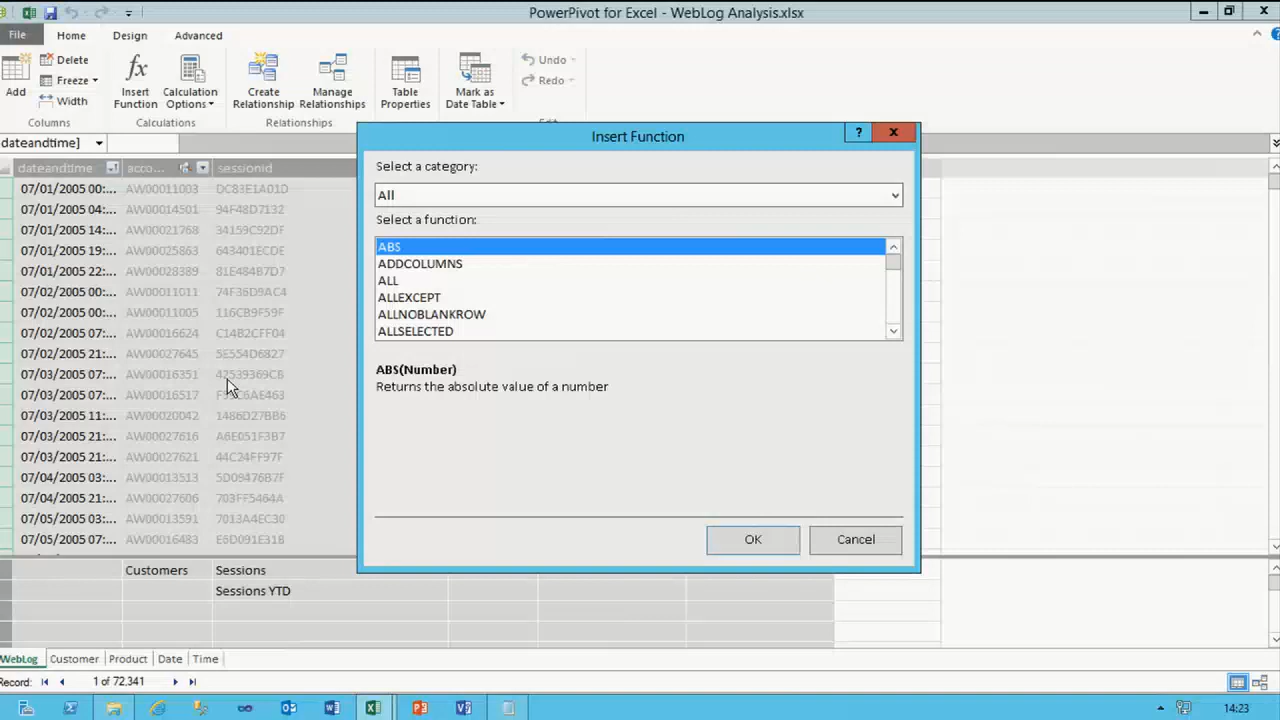 PowerPivot for Excel - WebLog Analysis.xlsx
File Home Design Advanced
Delete
Freeze
Width
Add
Insert Function
Calculation Options
Create Relationship
Manage Relationships
Table Properties
Mark as Date Table
Undo
Redo
Columns Calculations Relationships
dateandtime]
dateandtime acco... sessionid
07/01/2005 00:... AW00011003 DC83E1A01D
07/01/2005 04:... AW00014501 94F48D7132
07/01/2005 14:... AW00021768 34159C92DF
07/01/2005 19:... AW00025863 643401ECDE
07/01/2005 22:... AW00028389 81E484B7D7
07/02/2005 00:... AW00011011 74F36D9AC4
07/02/2005 00:... AW00011005 116CB9F59F
07/02/2005 07:... AW00016624 C14B2CFF04
07/02/2005 21:... AW00027645 5E554D6827
07/03/2005 07:... AW00016351 42539369C6
07/03/2005 07:... AW00016517
07/03/2005 11:... AW00020042 1486D27BB6
07/03/2005 21:... AW00027616 A6E051F3B7
07/03/2005 21:... AW00027621 44C24FF97F
07/04/2005 03:... AW00013513 5D09476B7F
07/04/2005 21:... AW00027606 703FF5464A
07/05/2005 03:... AW00013591 7013A4EC30
07/05/2005 07:... AW00016483 E6D091E318
Customers Sessions
Sessions YTD
Insert Function
?
Select a category:
All
Select a function:
ABS
ADDCOLUMNS
ALL
ALLEXCEPT
ALLNOBLANKROW
ALLSELECTED
ABS(Number)
Returns the absolute value of a number
OK Cancel
WebLog Customer Product Date Time
Record: 1 of 72,341
14:23